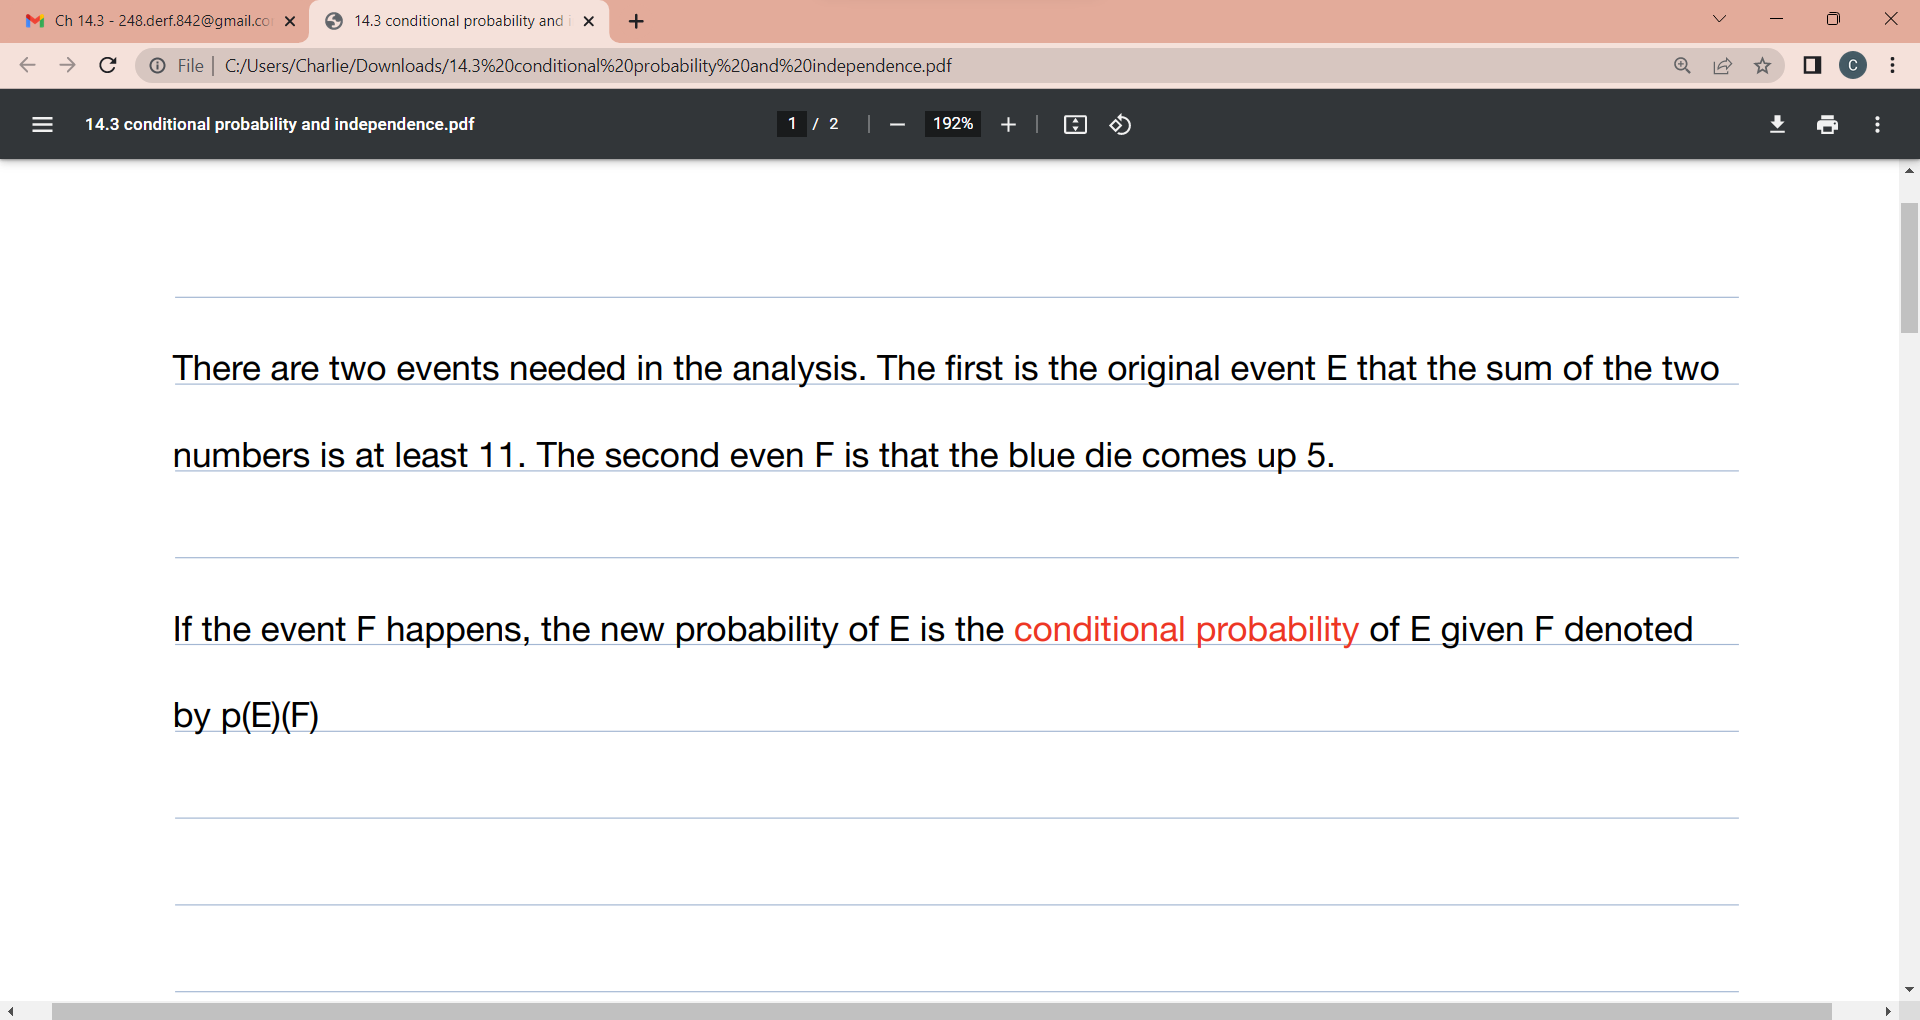 Ch 14.3 - 248.derf.842@gmail.co
14.3 conditional probability and i
File
C:/Users/Charlie/Downloads/14.3%20conditional%20probability%20and%20independence.pdf
C
14.3 conditional probability and independence.pdf
1 / 2
192%
There are two events needed in the analysis. The first is the original event E that the sum of the two
numbers is at least 11. The second even F is that the blue die comes up 5.
If the event F happens, the new probability of E is the conditional probability of E given F denoted
by p(E)(F)